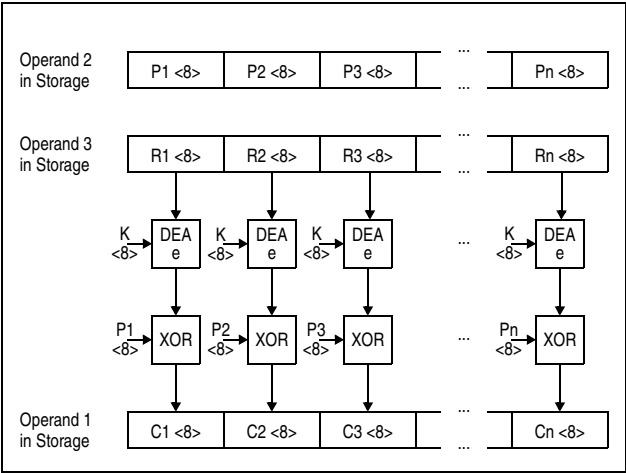 Operand 2
in Storage
P1 <8> P2 <8> P3 <8> ... ... Pn <8>
Operand 3
in Storage
R1 <8> R2 <8> R3 <8> ... ... Rn <8>
K DEA K DEA K DEA ... K DEA
<8> e <8> e <8> e <8> e
P1 XOR P2 XOR P3 XOR ... Pn XOR
<8> <8> <8> <8>
Operand 1
in Storage
C1 <8> C2 <8> C3 <8> ... ... Cn <8>